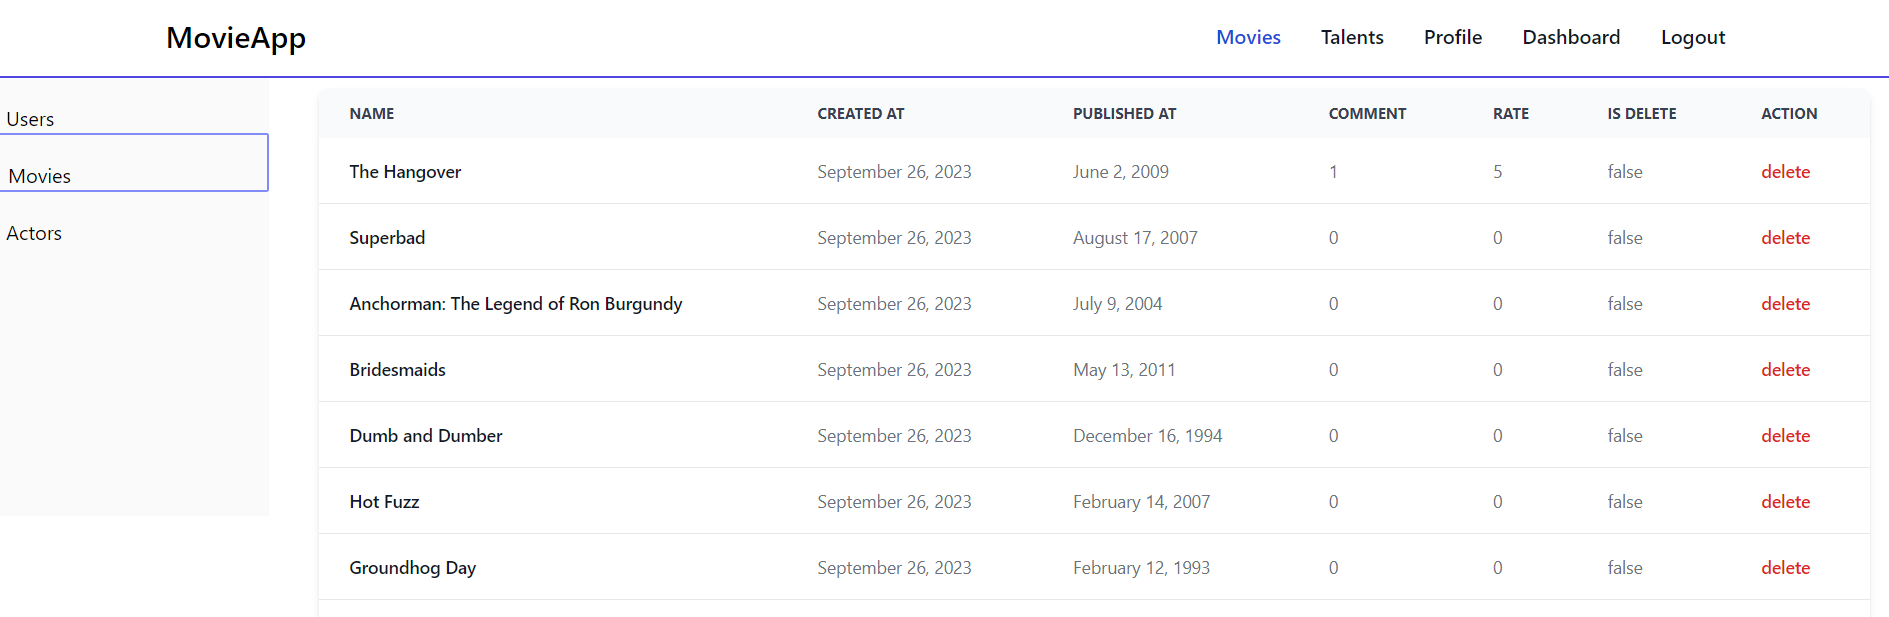 MovieApp Movies Talents Profile Dashboard Logout
Users
Movies
Actors
NAME CREATED AT PUBLISHED AT COMMENT RATE IS DELETE ACTION
The Hangover September 26, 2023 June 2, 2009 1 5 false delete
Superbad September 26, 2023 August 17, 2007 0 0 false delete
Anchorman: The Legend of Ron Burgundy September 26, 2023 July 9, 2004 0 0 false delete
Bridesmaids September 26, 2023 May 13, 2011 0 0 false delete
Dumb and Dumber September 26, 2023 December 16, 1994 0 0 false delete
Hot Fuzz September 26, 2023 February 14, 2007 0 0 false delete
Groundhog Day September 26, 2023 February 12, 1993 0 0 false delete